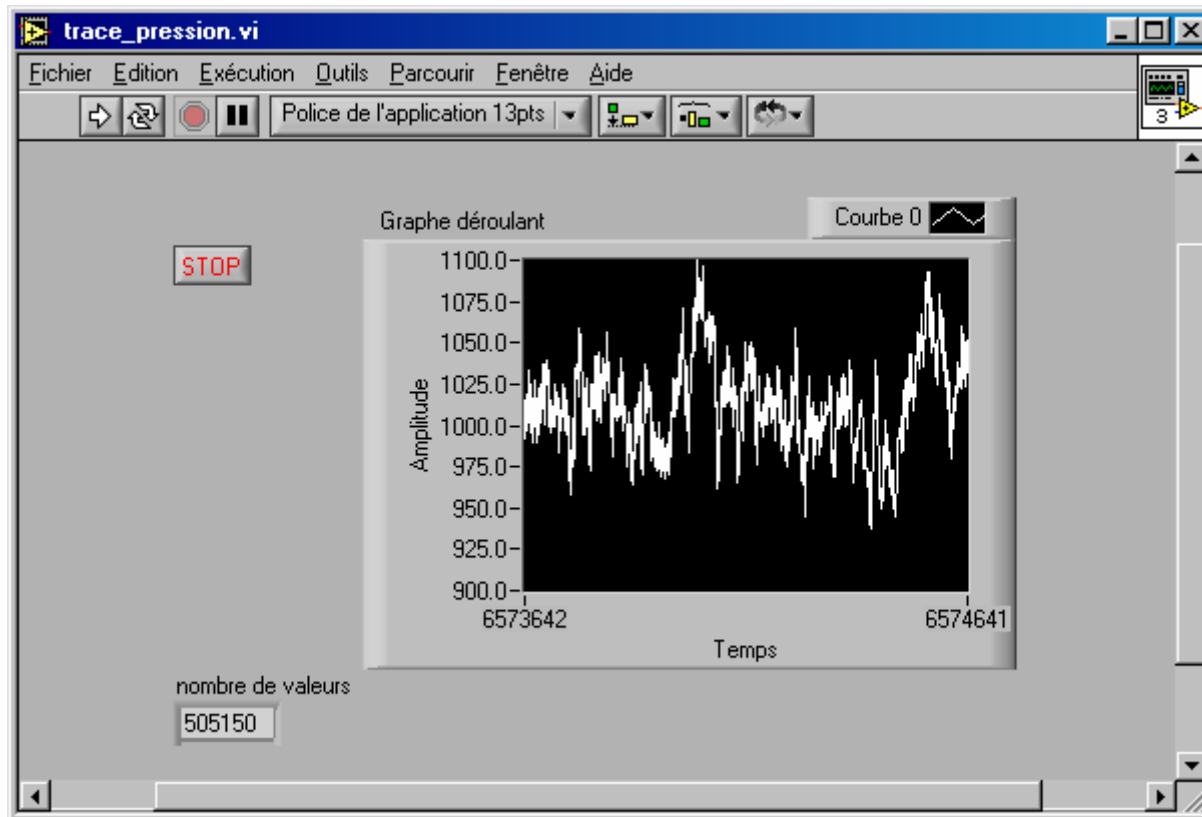 trace_pression.vi
Fichier Edition Exécution Outils Parcourir Fenêtre Aide
Police de l'application 13pts
3
Graphe déroulant
Courbe 0
STOP
1100.0
1075.0
1050.0
1025.0
1000.0
975.0
950.0
925.0
900.0
Amplitude
6573642
6574641
Temps
nombre de valeurs
505150